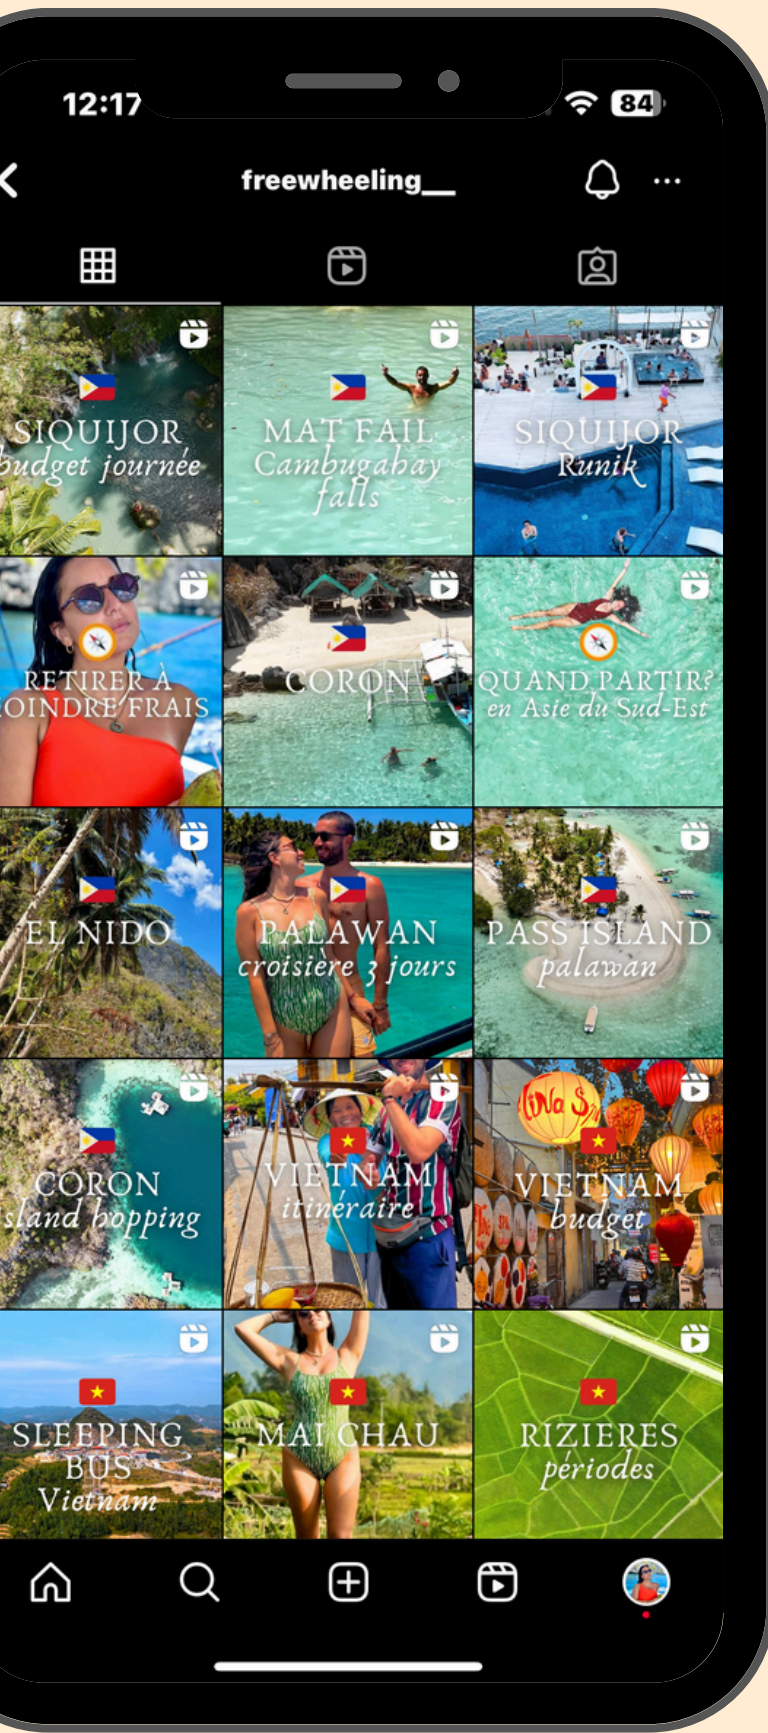 12:17
84
freewheeling__
SIQUIJOR
budget journée
MAT FAIL
Cambugahay
falls
SIQUIJOR
Runik
RETIRER À
OINDRE FRAIS
CORON
QUAND PARTIR?
en Asie du Sud-Est
EL NIDO
PALAWAN
croisière 3 jours
PASS ISLAND
palawan
CORON
sland hopping
VIETNAM
itinéraire
VIETNAM
budget
SLEEPING
BUS
Vietnam
MAI CHAU
RIZIERES
périodes